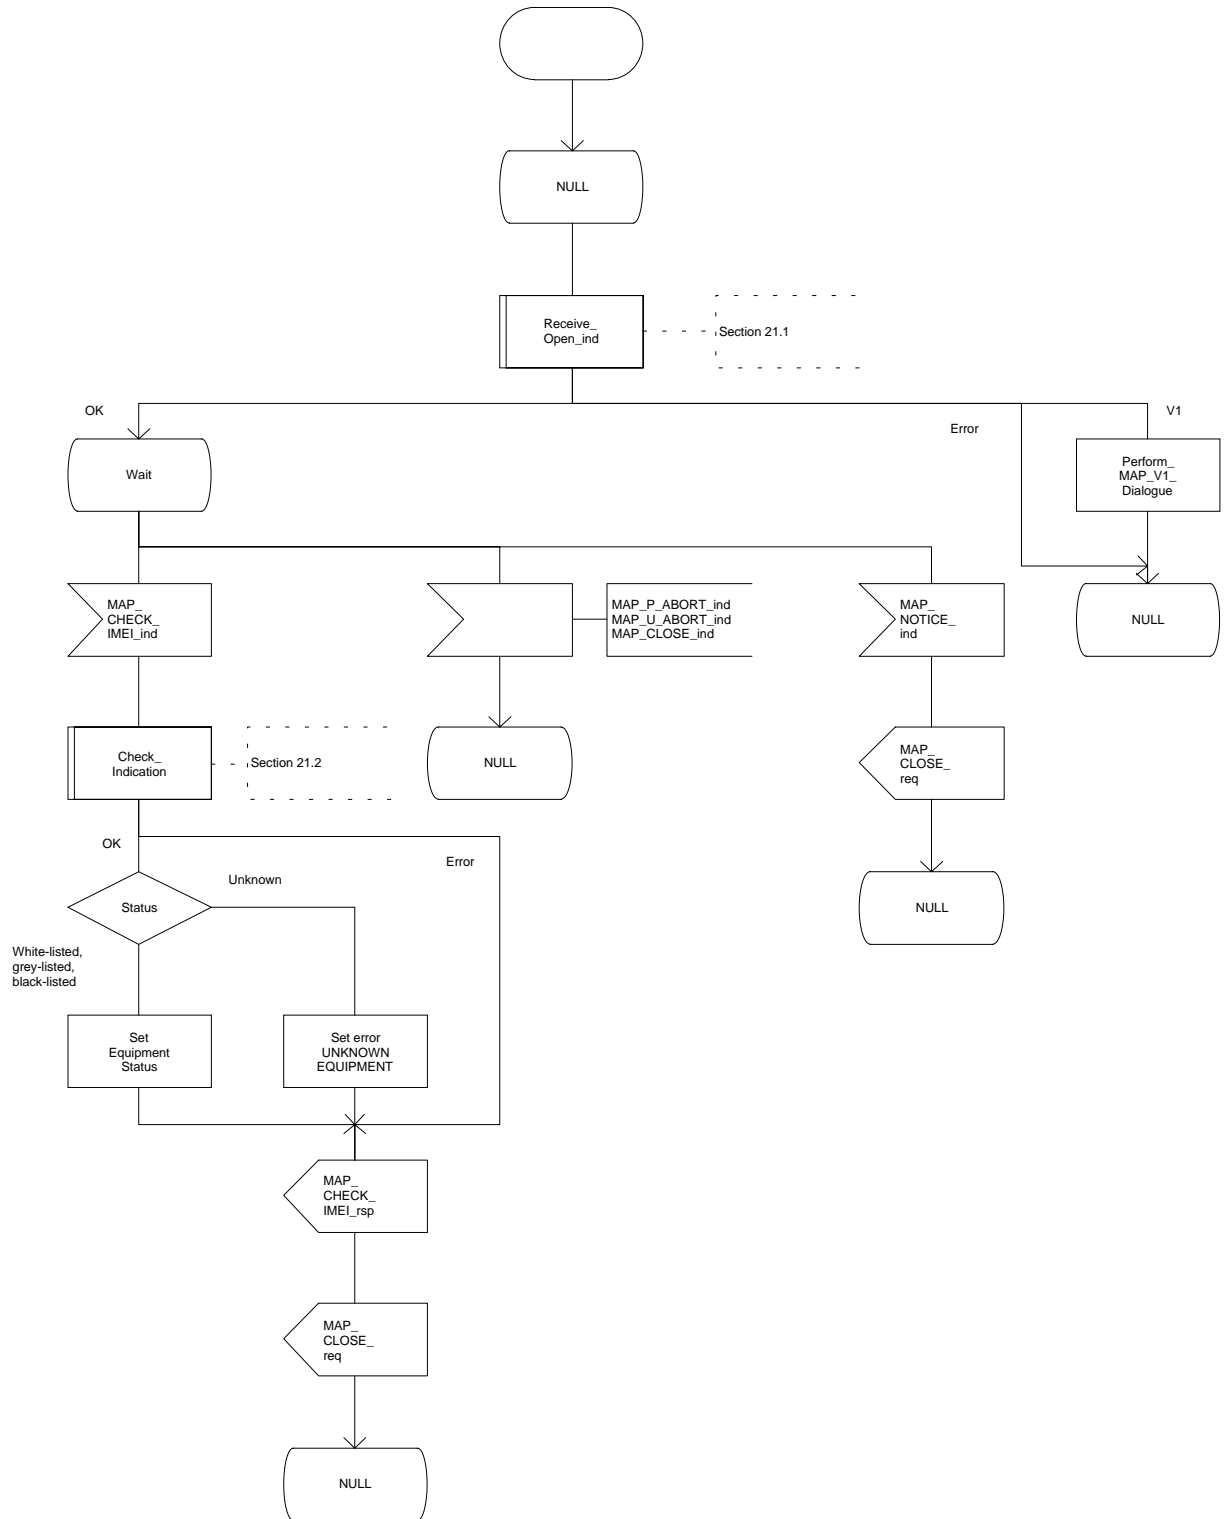 NULL
Receive_
Open_ind
Section 21.1
OK
Error
V1
Wait
Perform_
MAP_V1_
Dialogue
MAP_
CHECK_
IMEI_ind
MAP_P_ABORT_ind
MAP_U_ABORT_ind
MAP_CLOSE_ind
MAP_
NOTICE_
ind
NULL
Check_
Indication
Section 21.2
NULL
MAP_
CLOSE_
req
OK
Error
Unknown
Status
NULL
White-listed,
grey-listed,
black-listed
Set
Equipment
Status
Set error
UNKNOWN
EQUIPMENT
MAP_
CHECK_
IMEI_rsp
MAP_
CLOSE_
req
NULL